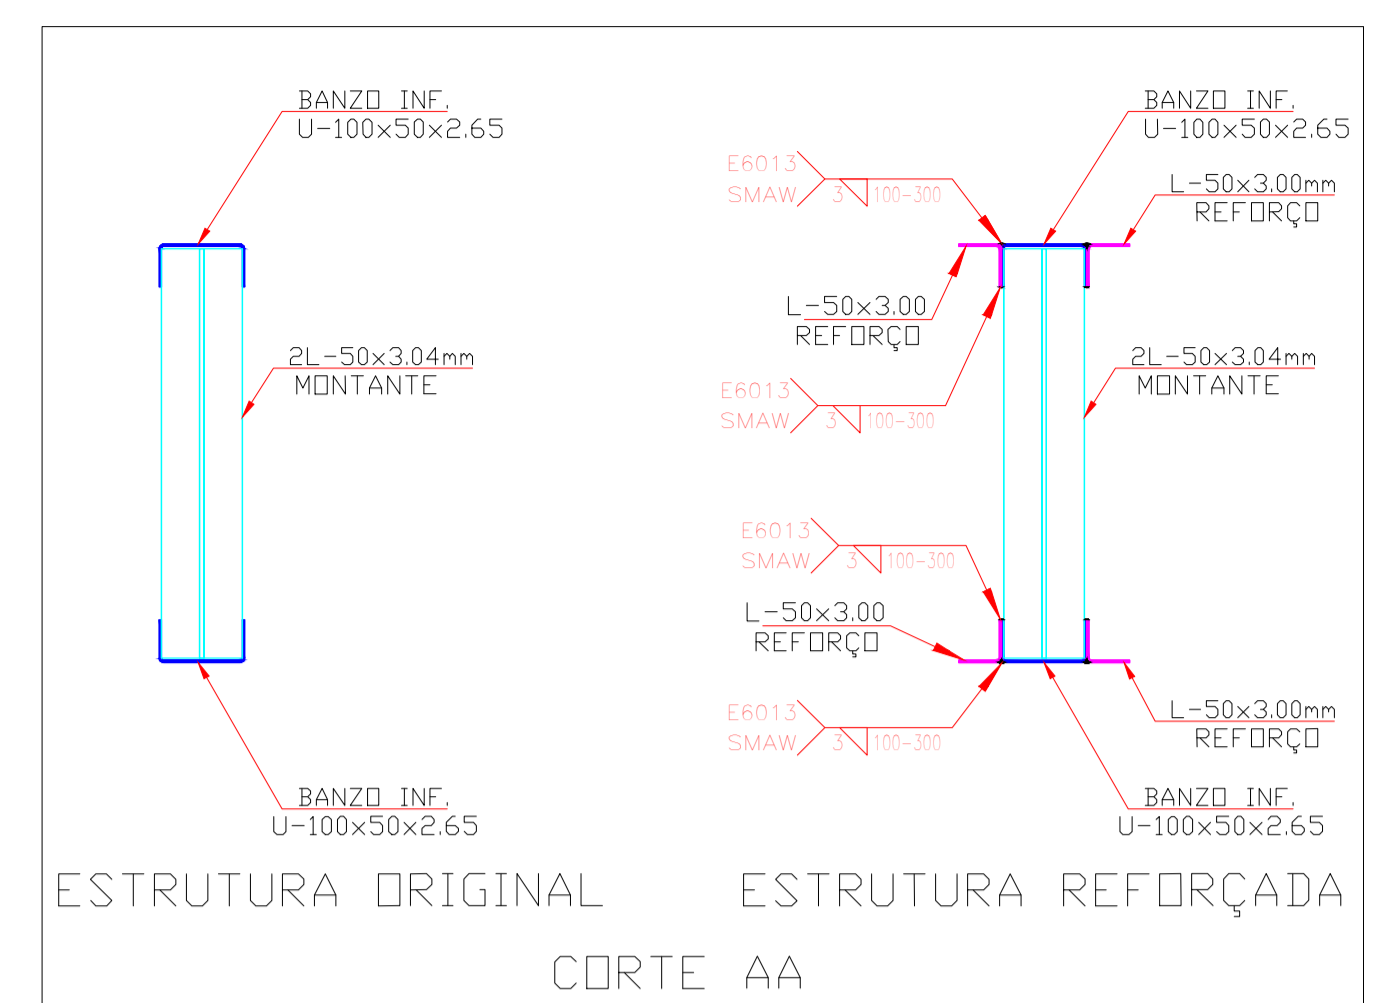 BANZO INF.
U-100x50x2.65
BANZO INF.
U-100x50x2.65
E6013
SMAW
3
100-300
L-50x3.00mm
REFORÇO
L-50x3.00
REFORÇO
2L-50x3.04mm
MONTANTE
2L-50x3.04mm
MONTANTE
E6013
SMAW
3
100-300
E6013
SMAW
3
100-300
L-50x3.00
REFORÇO
E6013
SMAW
3
100-300
L-50x3.00mm
REFORÇO
BANZO INF.
U-100x50x2.65
BANZO INF.
U-100x50x2.65
ESTRUTURA ORIGINAL
ESTRUTURA REFORÇADA
CORTE AA